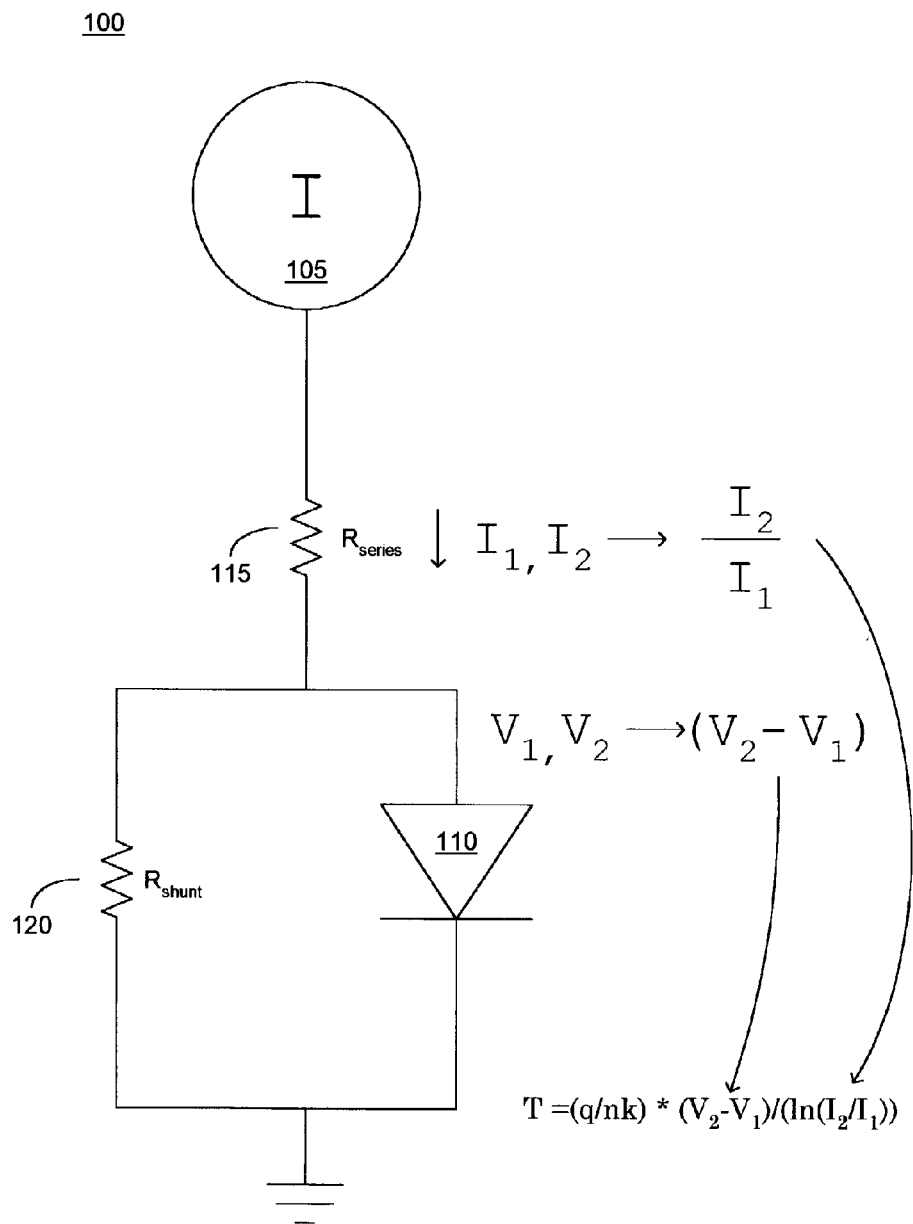 100
I
105
115
R_series
I_1, I_2 → I_2 / I_1
V_1, V_2 → (V_2 − V_1)
110
120
R_shunt
T =(q/nk) * (V_2-V_1)/(ln(I_2/I_1))